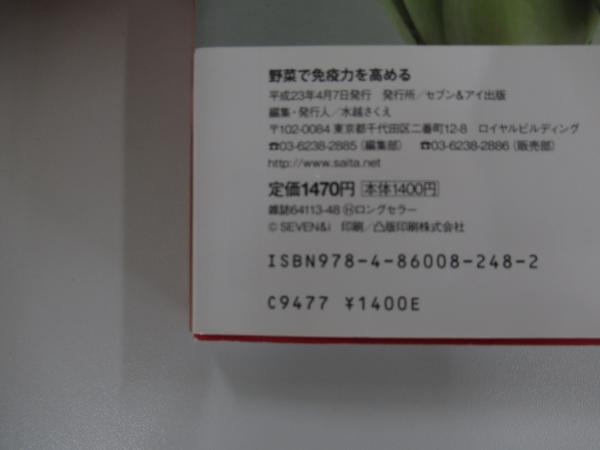 野菜で免疫力を高める
平成23年4月7日発行　発行所／セブン&アイ出版
編集・発行人／水越さくえ
〒102-0084 東京都千代田区二番町12-8　ロイヤルビルディング
☎03-6238-2885（編集部）　☎03-6238-2886（販売部）
http://www.saita.net
定価1470円 本体1400円
雑誌64113-48 Ⓗロングセラー
© SEVEN&i　印刷／凸版印刷株式会社
ISBN978-4-86008-248-2
C9477 ¥1400E